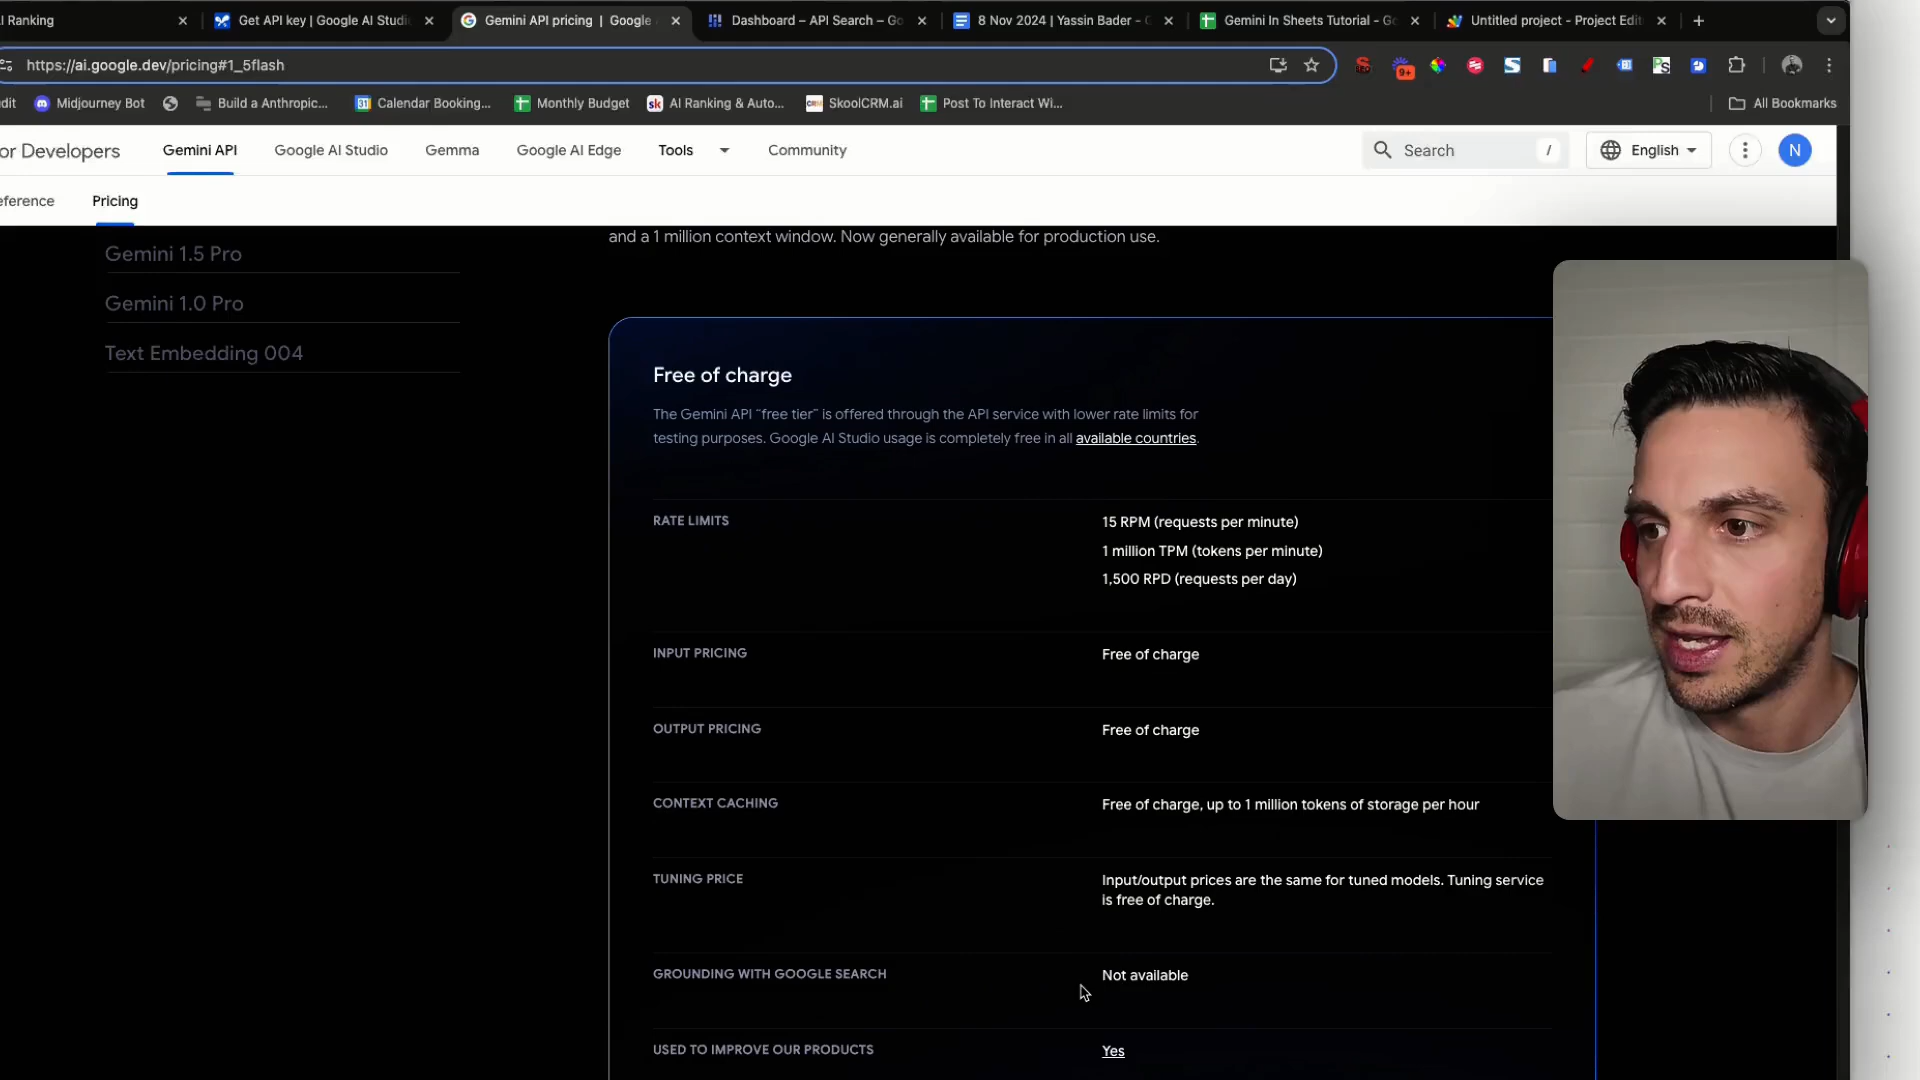 I Ranking
Get API key | Google AI Studi
Gemini API pricing | Google
Dashboard – API Search – Go
8 Nov 2024 | Yassin Bader - G
Gemini In Sheets Tutorial - Go
Untitled project - Project Edit
https://ai.google.dev/pricing#1_5flash
9+
dit
Midjourney Bot
Build a Anthropic...
Calendar Booking...
Monthly Budget
sk AI Ranking & Auto...
SkoolCRM.ai
Post To Interact Wi...
All Bookmarks
or Developers
Gemini API
Google AI Studio
Gemma
Google AI Edge
Tools
Community
Search
/
English
N
eference
Pricing
Gemini 1.5 Pro
Gemini 1.0 Pro
Text Embedding 004
and a 1 million context window. Now generally available for production use.
Free of charge
The Gemini API “free tier” is offered through the API service with lower rate limits for
testing purposes. Google AI Studio usage is completely free in all available countries.
RATE LIMITS
15 RPM (requests per minute)
1 million TPM (tokens per minute)
1,500 RPD (requests per day)
INPUT PRICING
Free of charge
OUTPUT PRICING
Free of charge
CONTEXT CACHING
Free of charge, up to 1 million tokens of storage per hour
TUNING PRICE
Input/output prices are the same for tuned models. Tuning service
is free of charge.
GROUNDING WITH GOOGLE SEARCH
Not available
USED TO IMPROVE OUR PRODUCTS
Yes